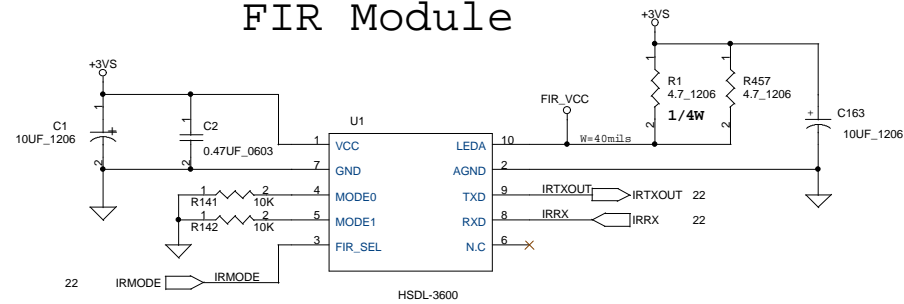 FIR Module
+3VS
+3VS
C1
10UF_1206
1
2
+
C2
0.47UF_0603
1
2
FIR_VCC
W=40mils
1
2
R1
4.7_1206
1/4W
1
2
R457
4.7_1206
+
C163
10UF_1206
U1
1 VCC LEDA 10
7 GND AGND 2
4 MODE0 TXD 9
5 MODE1 RXD 8
3 FIR_SEL N.C 6
HSDL-3600
1 2
R141 10K
1 2
R142 10K
22 IRMODE IRMODE
IRTXOUT IRTXOUT 22
IRRX IRRX 22